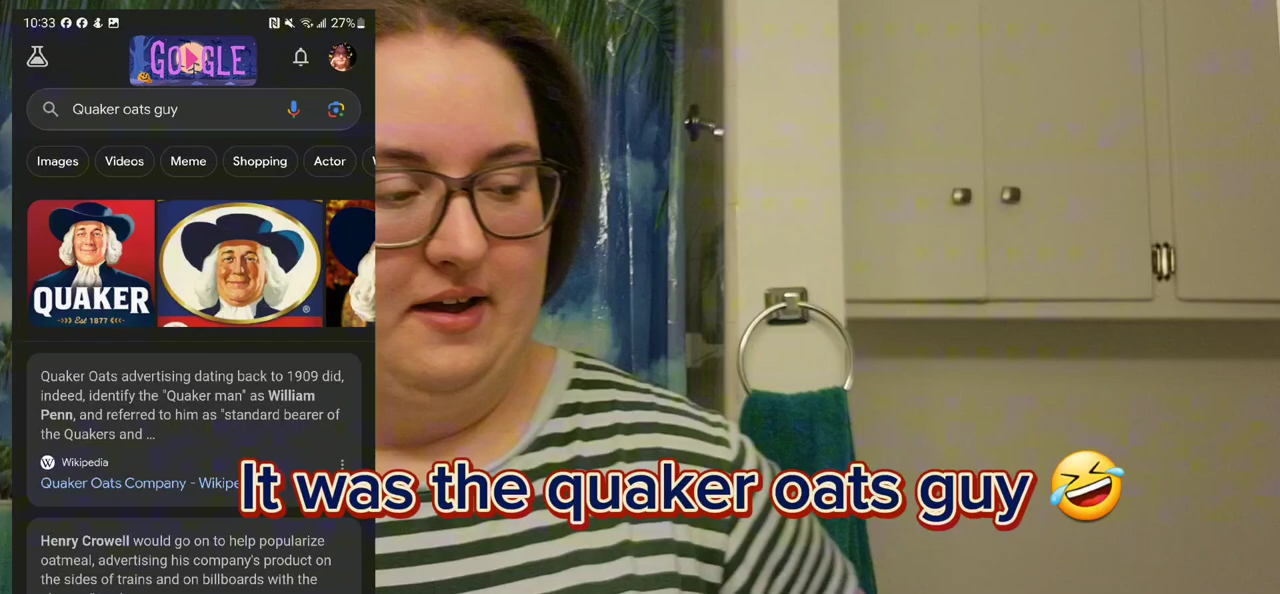 10:33
27%
GOOGLE
Quaker oats guy
Images
Videos
Meme
Shopping
Actor
QUAKER
Est 1877
Quaker Oats advertising dating back to 1909 did,
indeed, identify the "Quaker man" as William
Penn, and referred to him as "standard bearer of
the Quakers and ...
W Wikipedia
Quaker Oats Company - Wikipe
It was the quaker oats guy 🤣
Henry Crowell would go on to help popularize
oatmeal, advertising his company's product on
the sides of trains and on billboards with the